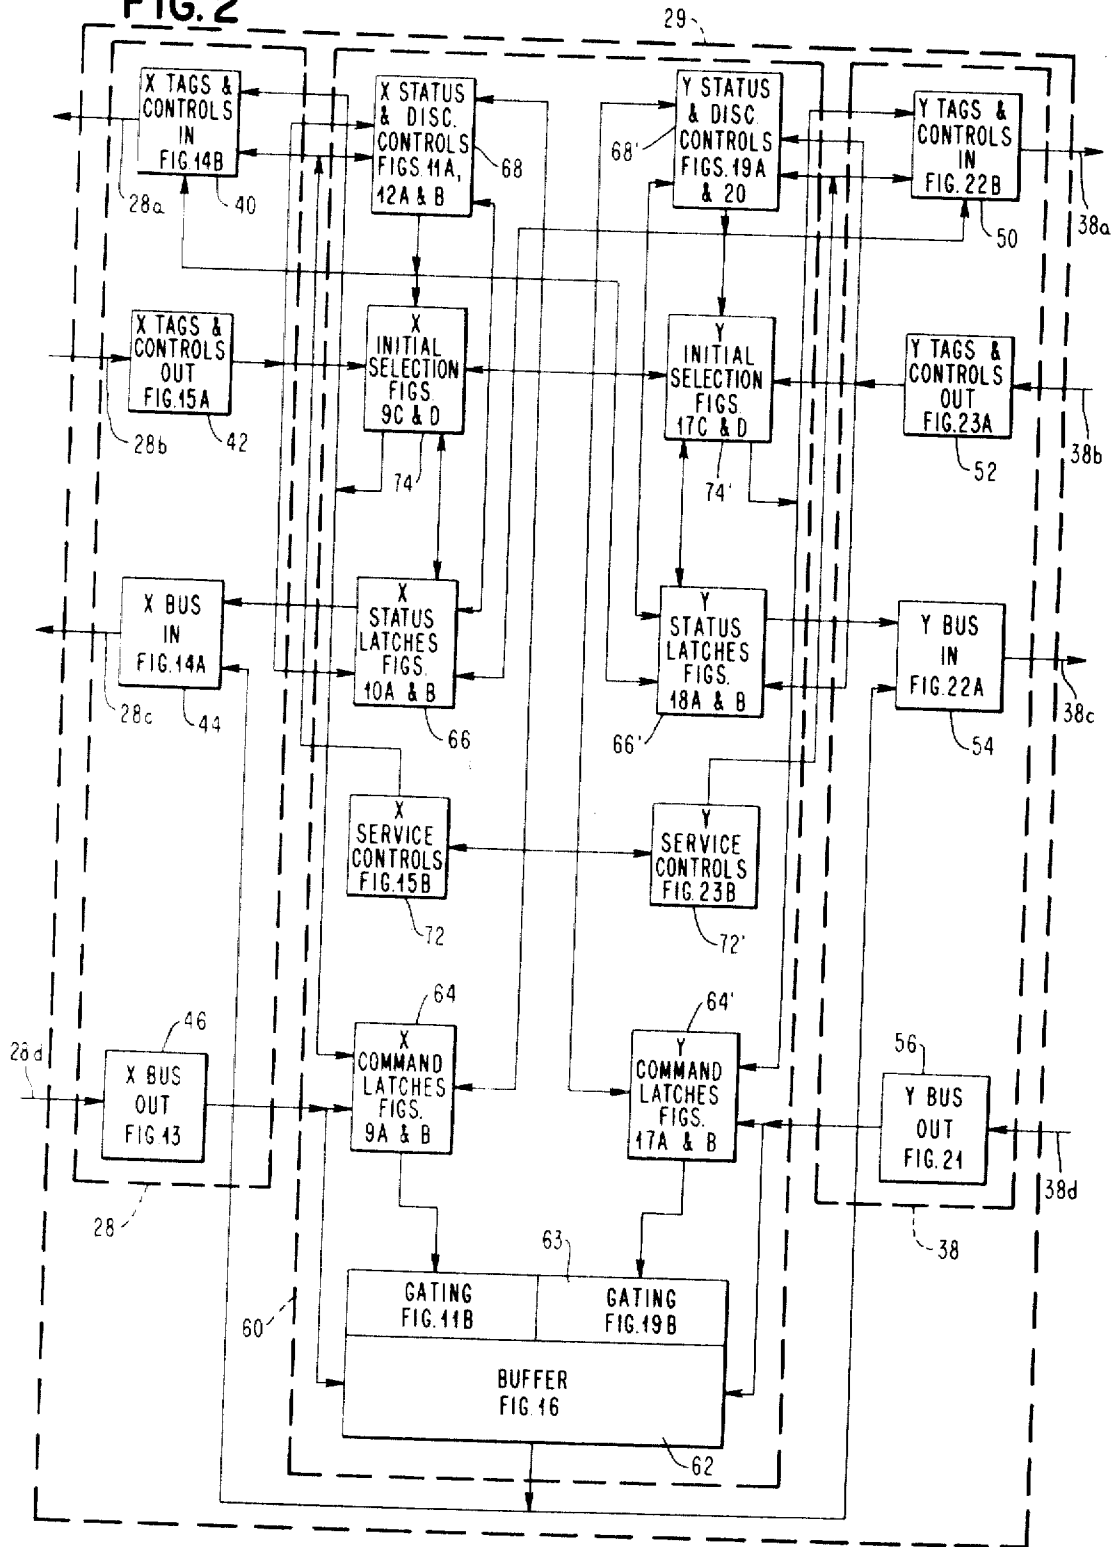 FIG. 2
29
X TAGS &
CONTROLS
IN
FIG.14B
40
28a
X STATUS
& DISC.
CONTROLS
FIGS.11A,
12A & B
68
Y STATUS
& DISC
CONTROLS
FIGS.19A
& 20
68'
Y TAGS &
CONTROLS
IN
FIG.22B
50
38a
X TAGS &
CONTROLS
OUT
FIG.15A
42
28b
X
INITIAL
SELECTION
FIGS
9C & D
74
Y
INITIAL
SELECTION
FIGS.
17C & D
74'
Y TAGS &
CONTROLS
OUT
FIG.23A
52
38b
X BUS
IN
FIG.14A
44
28c
X
STATUS
LATCHES
FIGS.
10A & B
66
Y
STATUS
LATCHES
FIGS.
18A & B
66'
Y BUS
IN
FIG.22A
54
38c
X
SERVICE
CONTROLS
FIG.15B
72
Y
SERVICE
CONTROLS
FIG.23B
72'
46
28d
X BUS
OUT
FIG.13
28
64
X
COMMAND
LATCHES
FIGS.
9A & B
64'
Y
COMMAND
LATCHES
FIGS.
17A & B
56
Y BUS
OUT
FIG.21
38d
38
60
63
GATING
FIG.11B
GATING
FIG.19B
BUFFER
FIG.16
62